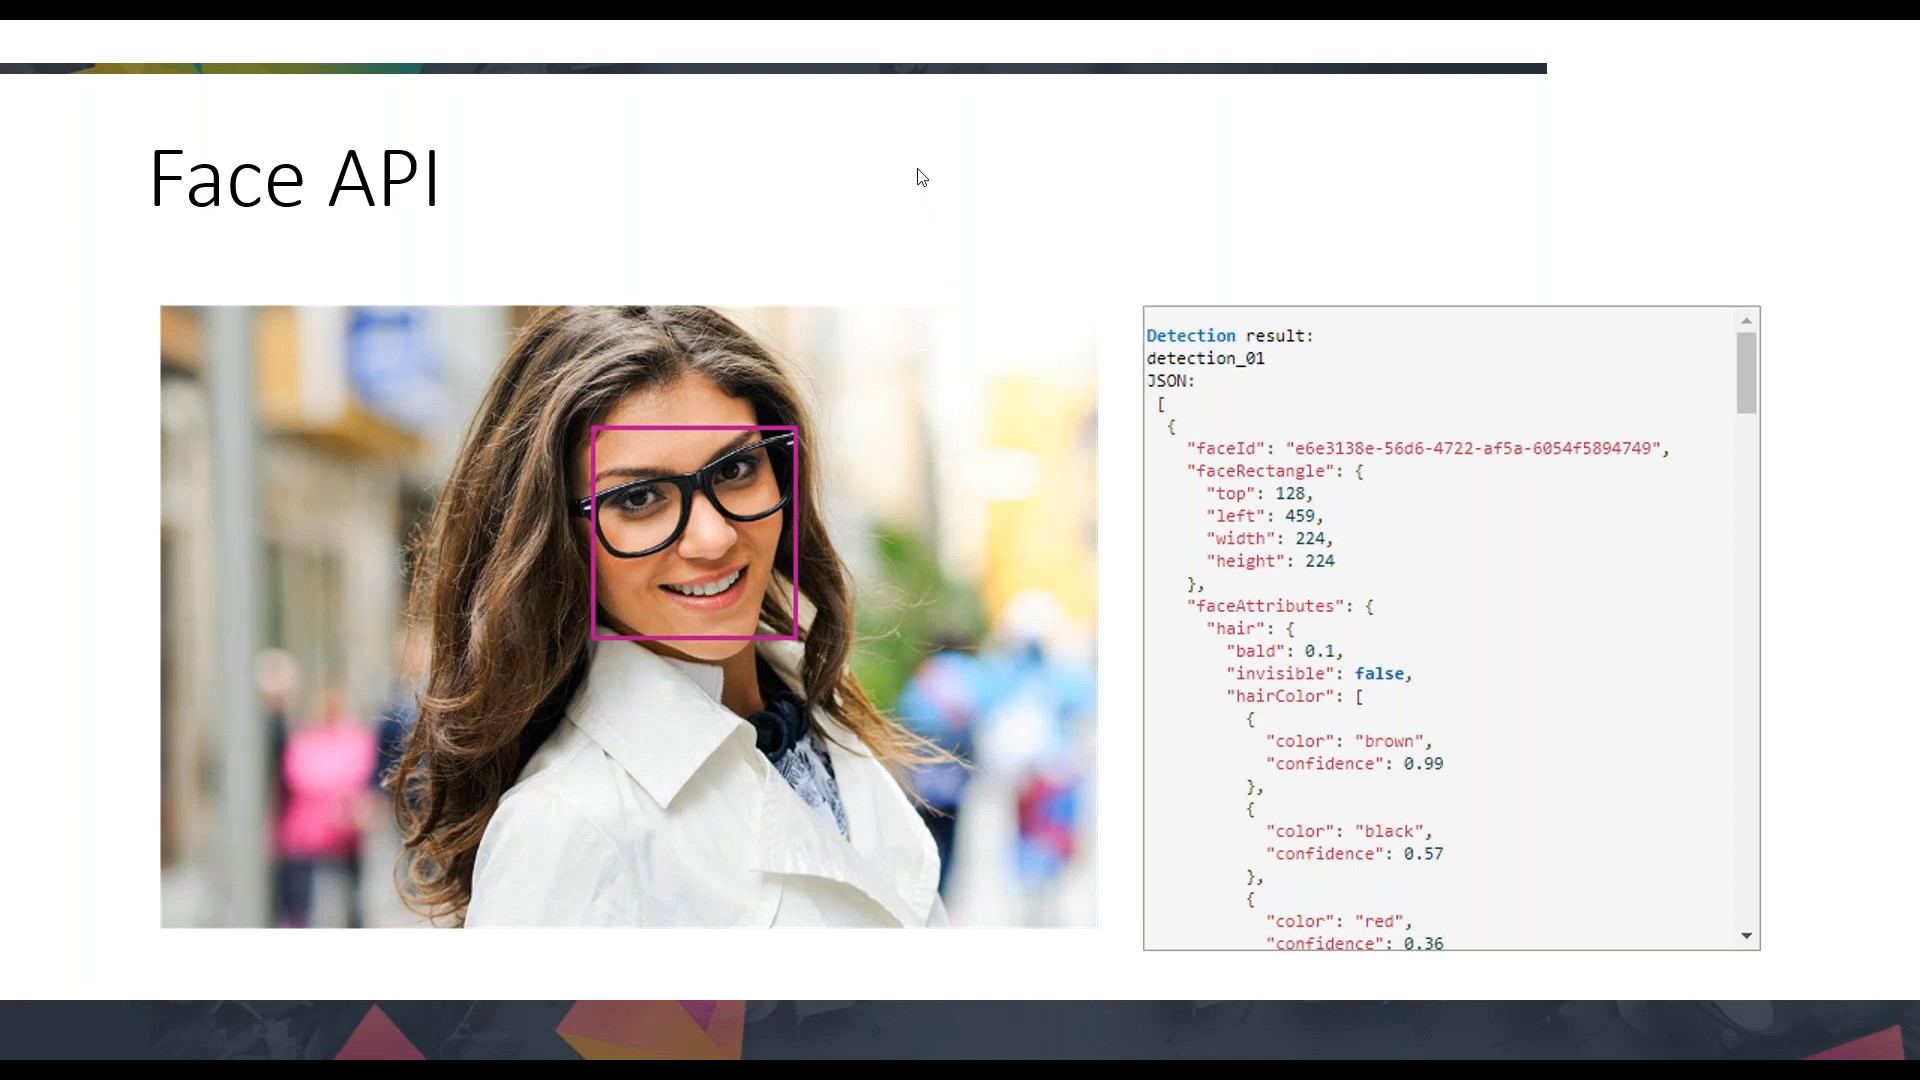 Face API
Detection result:
detection_01
JSON:
[
{
"faceId": "e6e3138e-56d6-4722-af5a-6054f5894749",
"faceRectangle": {
"top": 128,
"left": 459,
"width": 224,
"height": 224
},
"faceAttributes": {
"hair": {
"bald": 0.1,
"invisible": false,
"hairColor": [
{
"color": "brown",
"confidence": 0.99
},
{
"color": "black",
"confidence": 0.57
},
{
"color": "red",
"confidence": 0.36